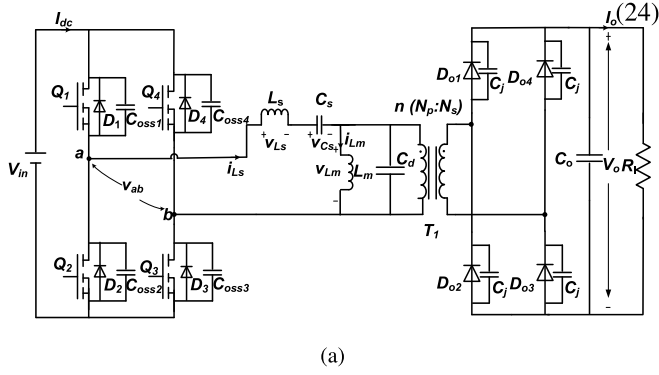 I_dc
I_o (24)
Q_1
D_1
C_oss1
Q_4
D_4
C_oss4
L_s
C_s
n (N_p:N_s)
D_o1
C_j
D_o4
C_j
+
V_in
a
v_ab
b
i_Ls
+ v_Ls -
+ v_Cs -
+
i_Lm
v_Lm
L_m
C_d
-
T_1
C_o
V_o
R_l
Q_2
D_2
C_oss2
Q_3
D_3
C_oss3
D_o2
C_j
D_o3
C_j
-
(a)